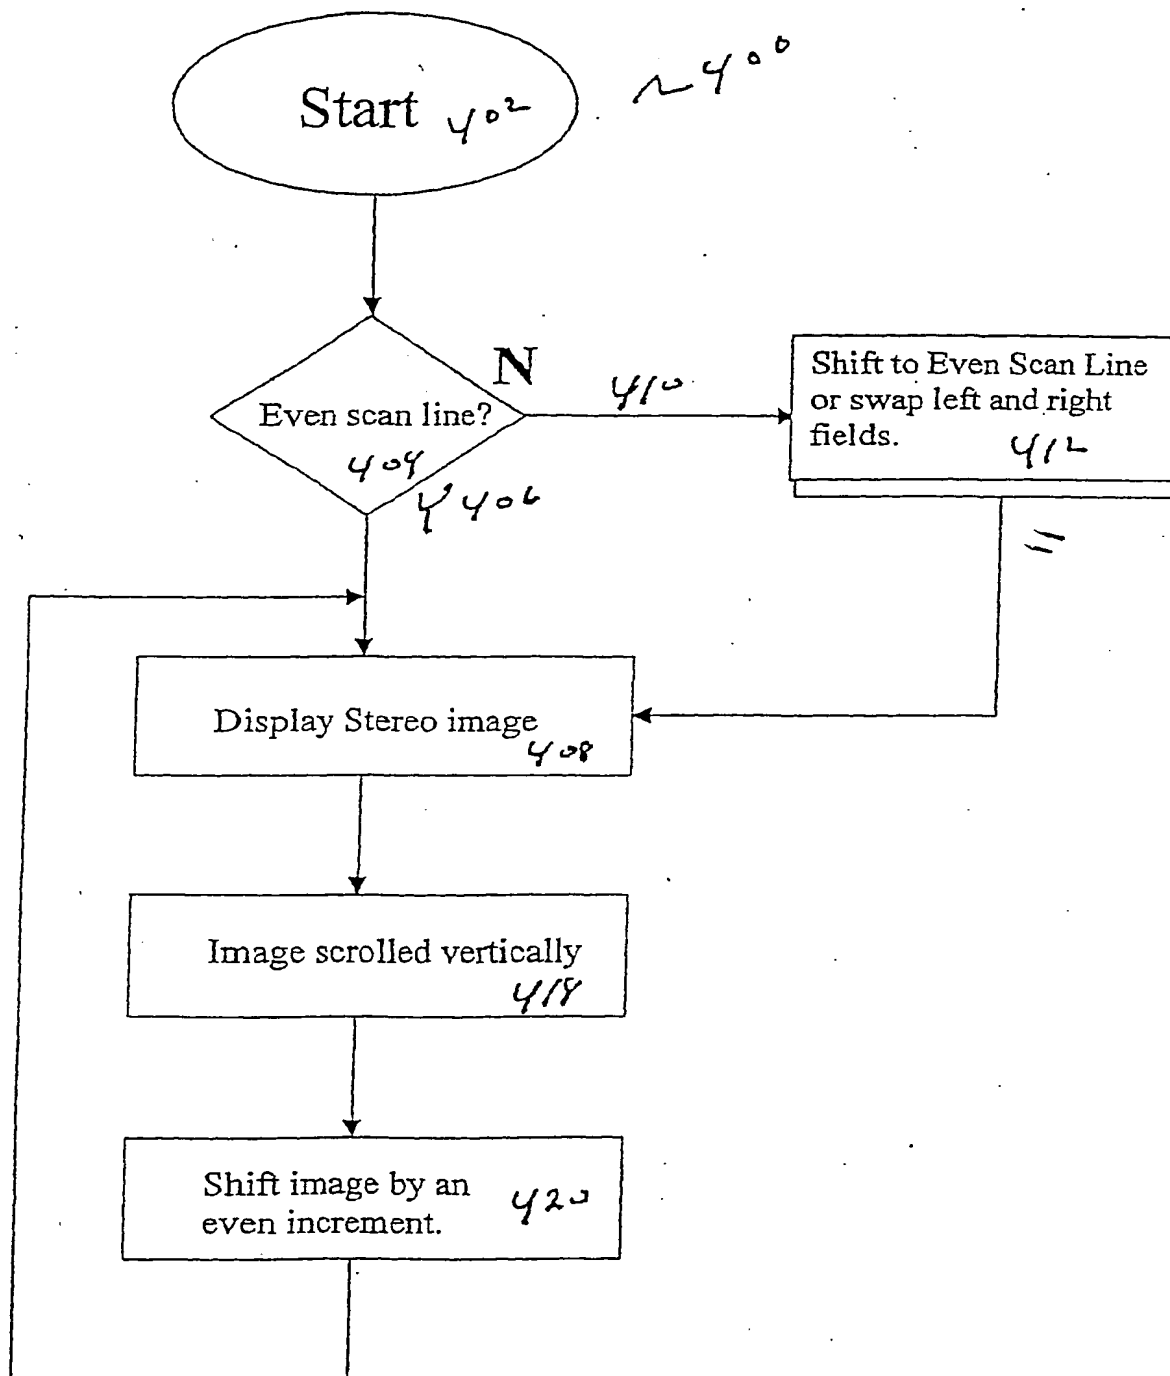 Start 402
~400
Even scan line?
404
N
410
Y 406
Shift to Even Scan Line
or swap left and right
fields.
412
Display Stereo image
408
Image scrolled vertically
418
Shift image by an
even increment.
420